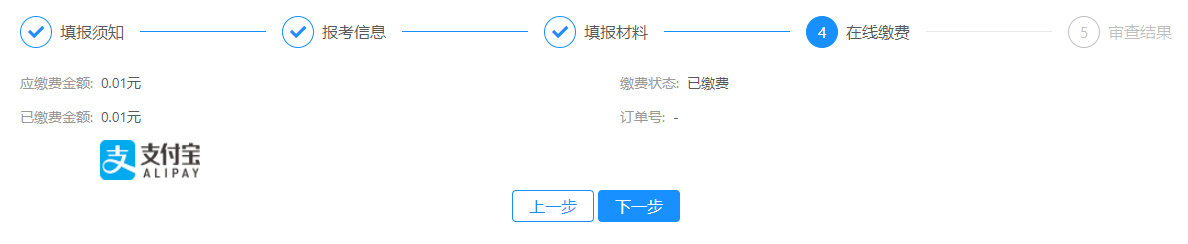 填报须知 报考信息 填报材料 4 在线缴费 5 审查结果
应缴费金额: 0.01元 缴费状态: 已缴费
已缴费金额: 0.01元 订单号: -
支 支付宝
ALIPAY
上一步 下一步